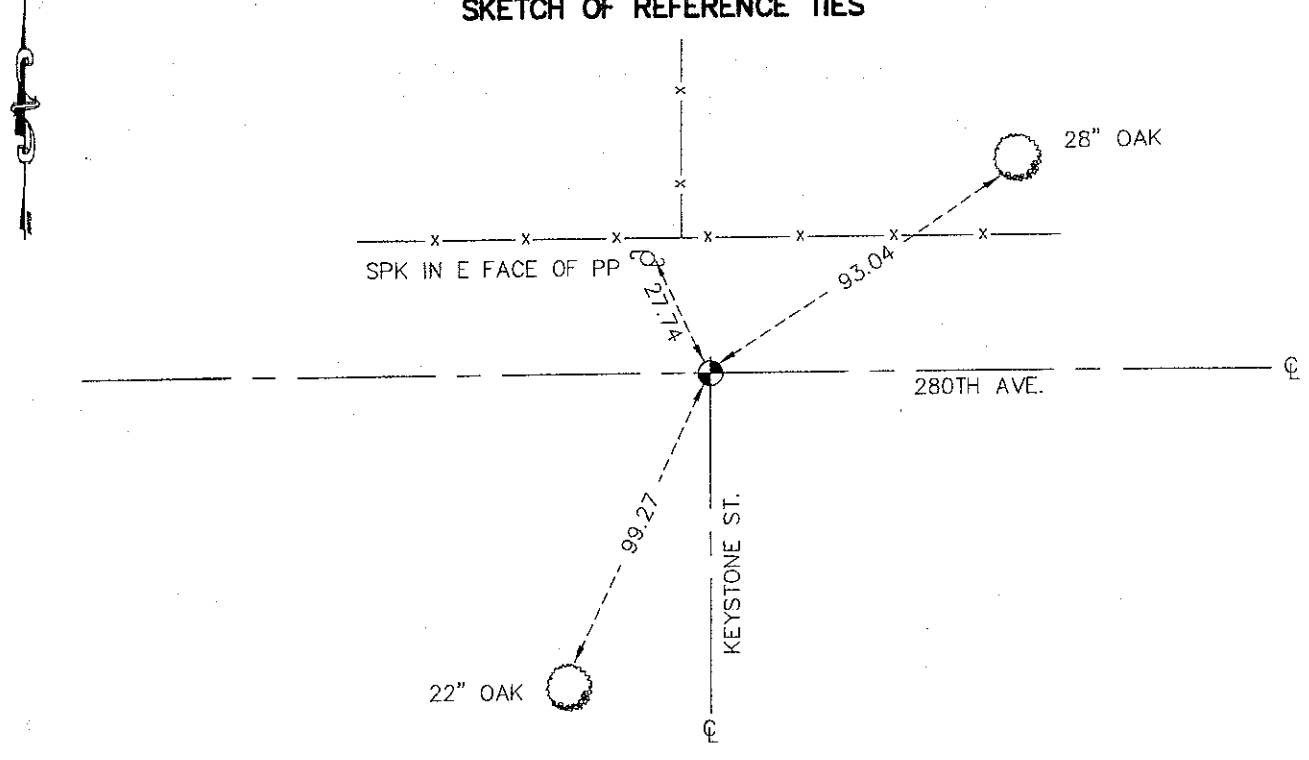 SKETCH OF REFERENCE TIES
28" OAK
SPK IN E FACE OF PP
27.74
93.04
280TH AVE.
℄
99.27
KEYSTONE ST.
22" OAK
℄